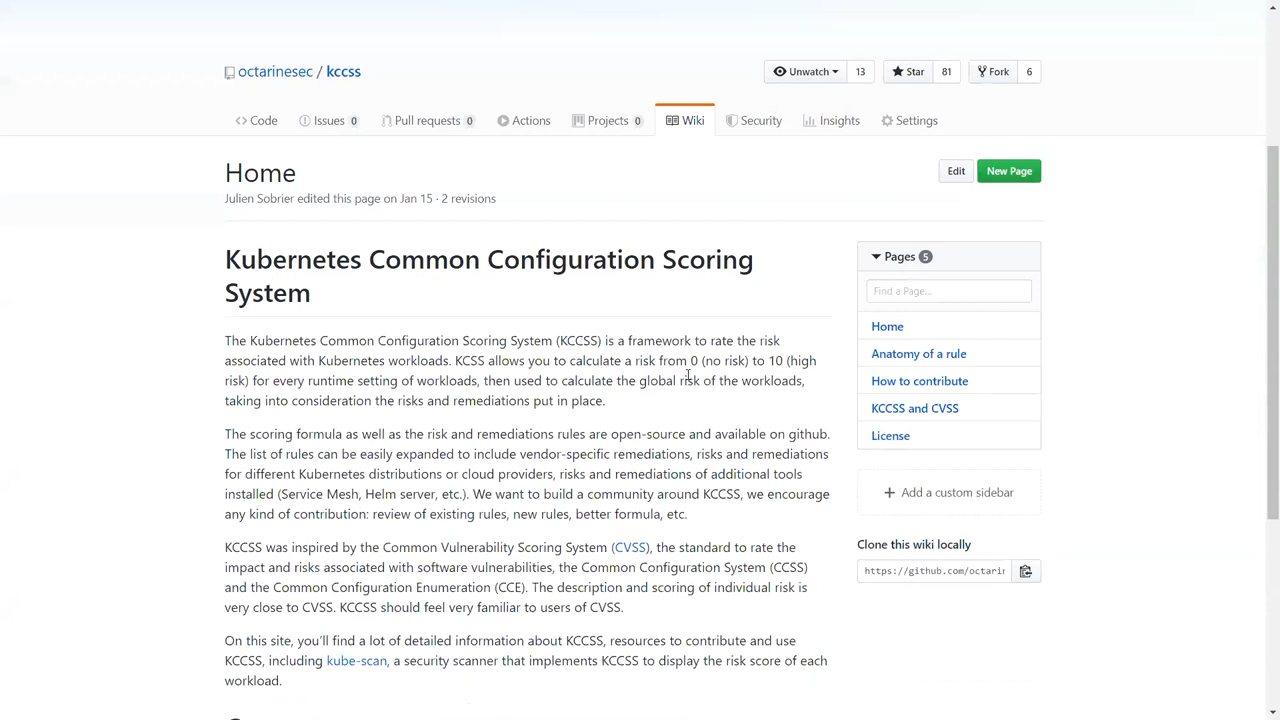 octarinesec / kccss
Unwatch 13 Star 81 Fork 6
Code Issues 0 Pull requests 0 Actions Projects 0 Wiki Security Insights Settings
Home
Edit New Page
Julien Sobrier edited this page on Jan 15 · 2 revisions
Kubernetes Common Configuration Scoring
System
The Kubernetes Common Configuration Scoring System (KCCSS) is a framework to rate the risk
associated with Kubernetes workloads. KCSS allows you to calculate a risk from 0 (no risk) to 10 (high
risk) for every runtime setting of workloads, then used to calculate the global risk of the workloads,
taking into consideration the risks and remediations put in place.
The scoring formula as well as the risk and remediations rules are open-source and available on github.
The list of rules can be easily expanded to include vendor-specific remediations, risks and remediations
for different Kubernetes distributions or cloud providers, risks and remediations of additional tools
installed (Service Mesh, Helm server, etc.). We want to build a community around KCCSS, we encourage
any kind of contribution: review of existing rules, new rules, better formula, etc.
KCCSS was inspired by the Common Vulnerability Scoring System (CVSS), the standard to rate the
impact and risks associated with software vulnerabilities, the Common Configuration System (CCSS)
and the Common Configuration Enumeration (CCE). The description and scoring of individual risk is
very close to CVSS. KCCSS should feel very familiar to users of CVSS.
On this site, you'll find a lot of detailed information about KCCSS, resources to contribute and use
KCCSS, including kube-scan, a security scanner that implements KCCSS to display the risk score of each
workload.
Pages 5
Find a Page...
Home
Anatomy of a rule
How to contribute
KCCSS and CVSS
License
Add a custom sidebar
Clone this wiki locally
https://github.com/octarin